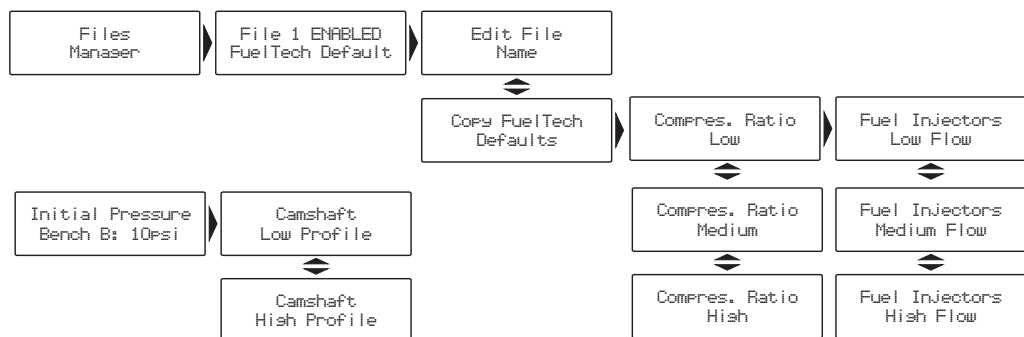 Files
Manager
File 1 ENABLED
FuelTech Default
Edit File
Name
Copy FuelTech
Defaults
Compres. Ratio
Low
Fuel Injectors
Low Flow
Initial Pressure
Bench B: 10psi
Camshaft
Low Profile
Compres. Ratio
Medium
Fuel Injectors
Medium Flow
Camshaft
High Profile
Compres. Ratio
High
Fuel Injectors
High Flow